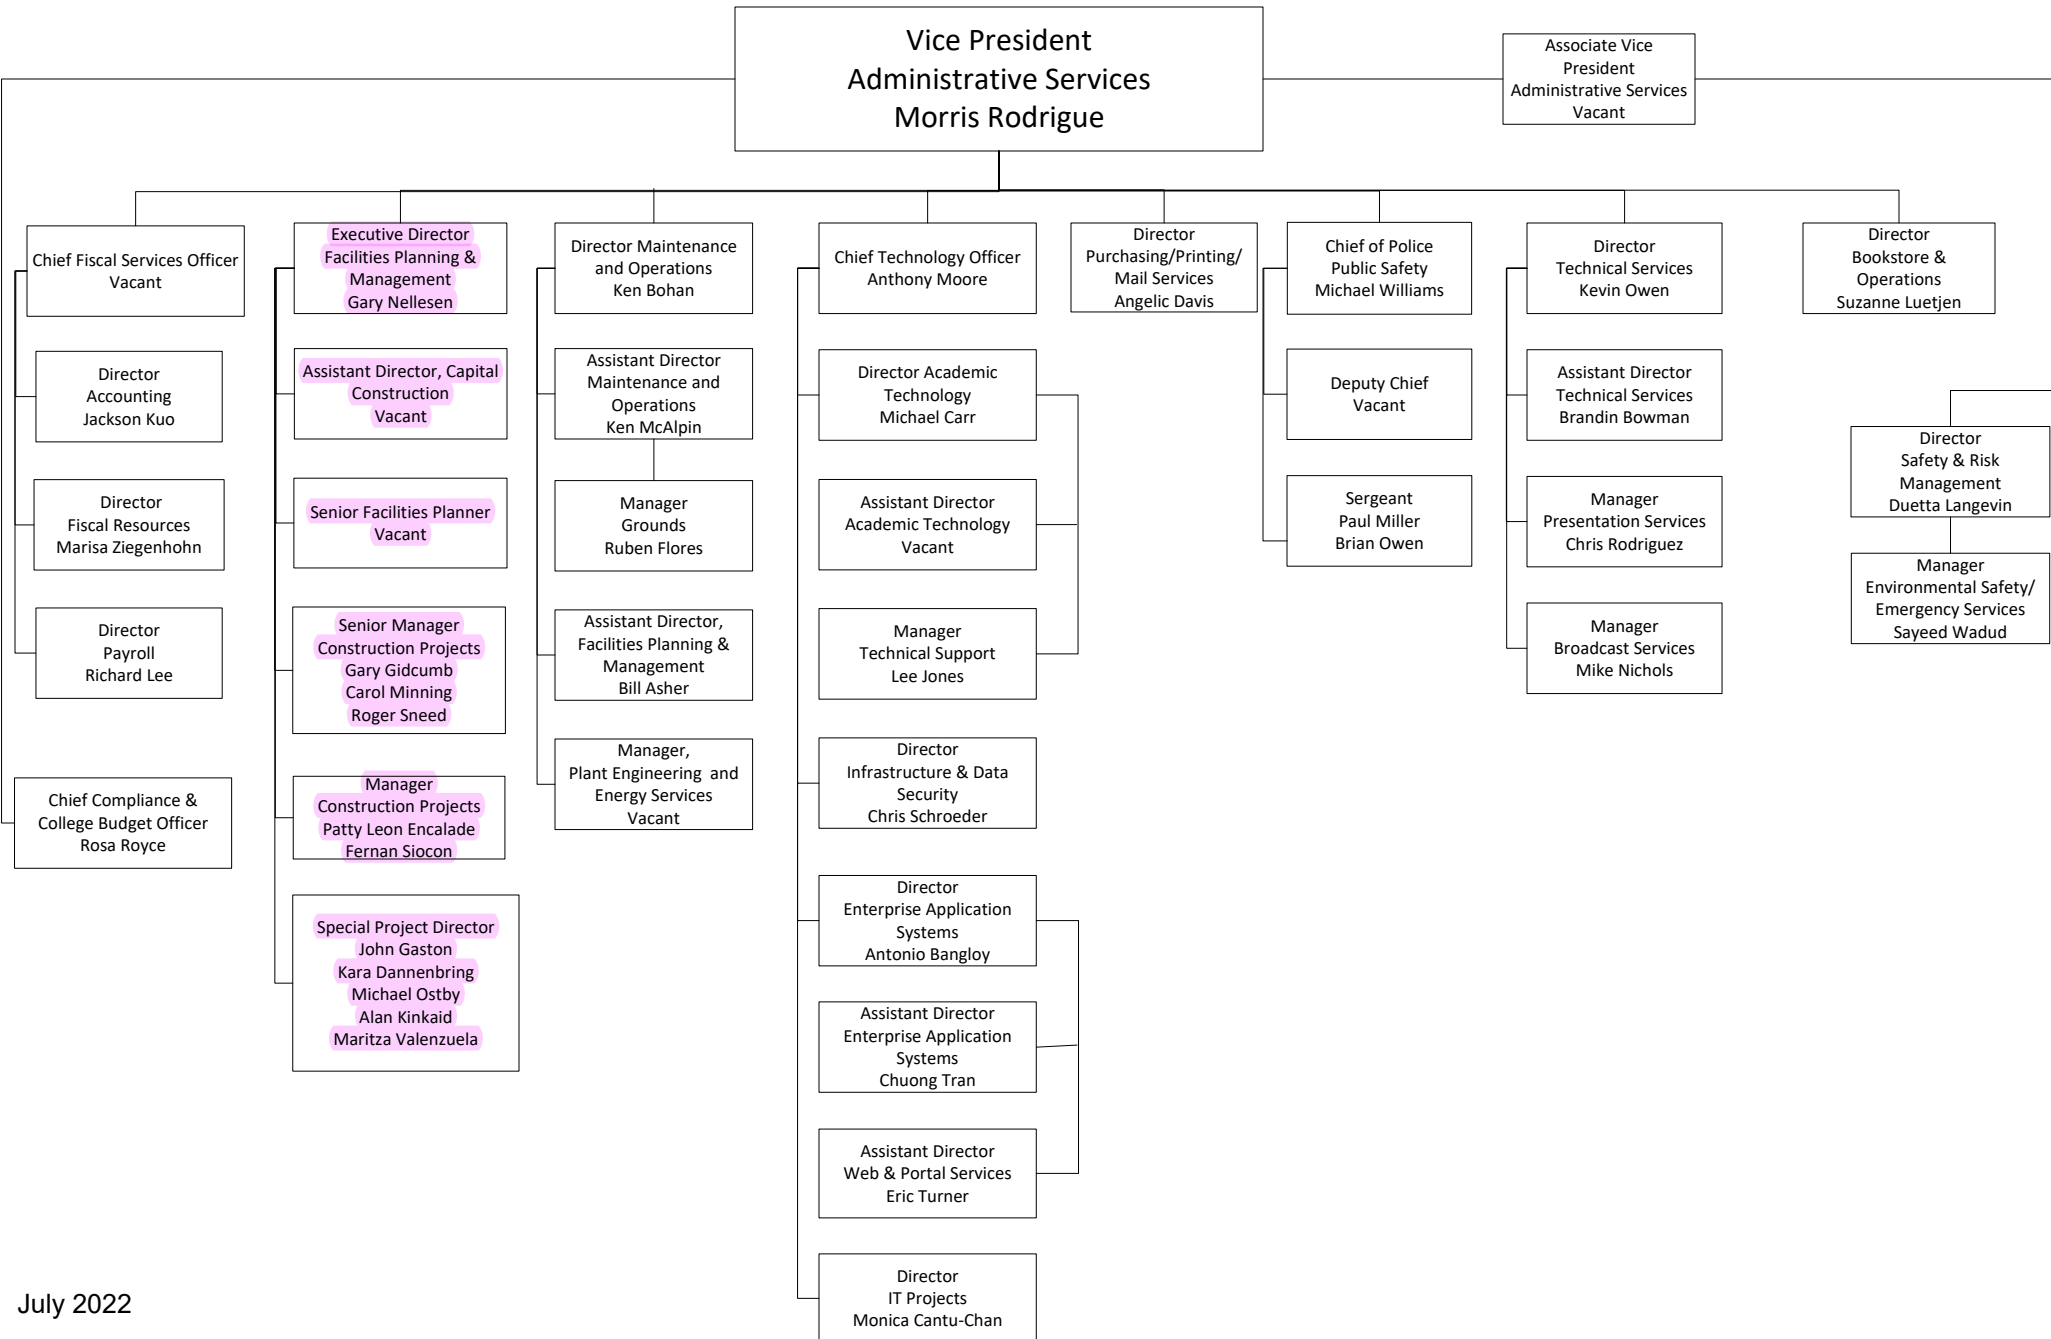 Vice President
Administrative Services
Morris Rodrigue
Associate Vice
President
Administrative Services
Vacant
Chief Fiscal Services Officer
Vacant
Director
Accounting
Jackson Kuo
Director
Fiscal Resources
Marisa Ziegenhohn
Director
Payroll
Richard Lee
Chief Compliance &
College Budget Officer
Rosa Royce
Executive Director
Facilities Planning &
Management
Gary Nellesen
Assistant Director, Capital
Construction
Vacant
Senior Facilities Planner
Vacant
Senior Manager
Construction Projects
Gary Gidcumb
Carol Minning
Roger Sneed
Manager
Construction Projects
Patty Leon Encalade
Fernan Siocon
Special Project Director
John Gaston
Kara Dannenbring
Michael Ostby
Alan Kinkaid
Maritza Valenzuela
Director Maintenance
and Operations
Ken Bohan
Assistant Director
Maintenance and
Operations
Ken McAlpin
Manager
Grounds
Ruben Flores
Assistant Director,
Facilities Planning &
Management
Bill Asher
Manager,
Plant Engineering and
Energy Services
Vacant
Chief Technology Officer
Anthony Moore
Director Academic
Technology
Michael Carr
Assistant Director
Academic Technology
Vacant
Manager
Technical Support
Lee Jones
Director
Infrastructure & Data
Security
Chris Schroeder
Director
Enterprise Application
Systems
Antonio Bangloy
Assistant Director
Enterprise Application
Systems
Chuong Tran
Assistant Director
Web & Portal Services
Eric Turner
Director
IT Projects
Monica Cantu-Chan
Director
Purchasing/Printing/
Mail Services
Angelic Davis
Chief of Police
Public Safety
Michael Williams
Deputy Chief
Vacant
Sergeant
Paul Miller
Brian Owen
Director
Technical Services
Kevin Owen
Assistant Director
Technical Services
Brandin Bowman
Manager
Presentation Services
Chris Rodriguez
Manager
Broadcast Services
Mike Nichols
Director
Bookstore &
Operations
Suzanne Luetjen
Director
Safety & Risk
Management
Duetta Langevin
Manager
Environmental Safety/
Emergency Services
Sayeed Wadud
July 2022